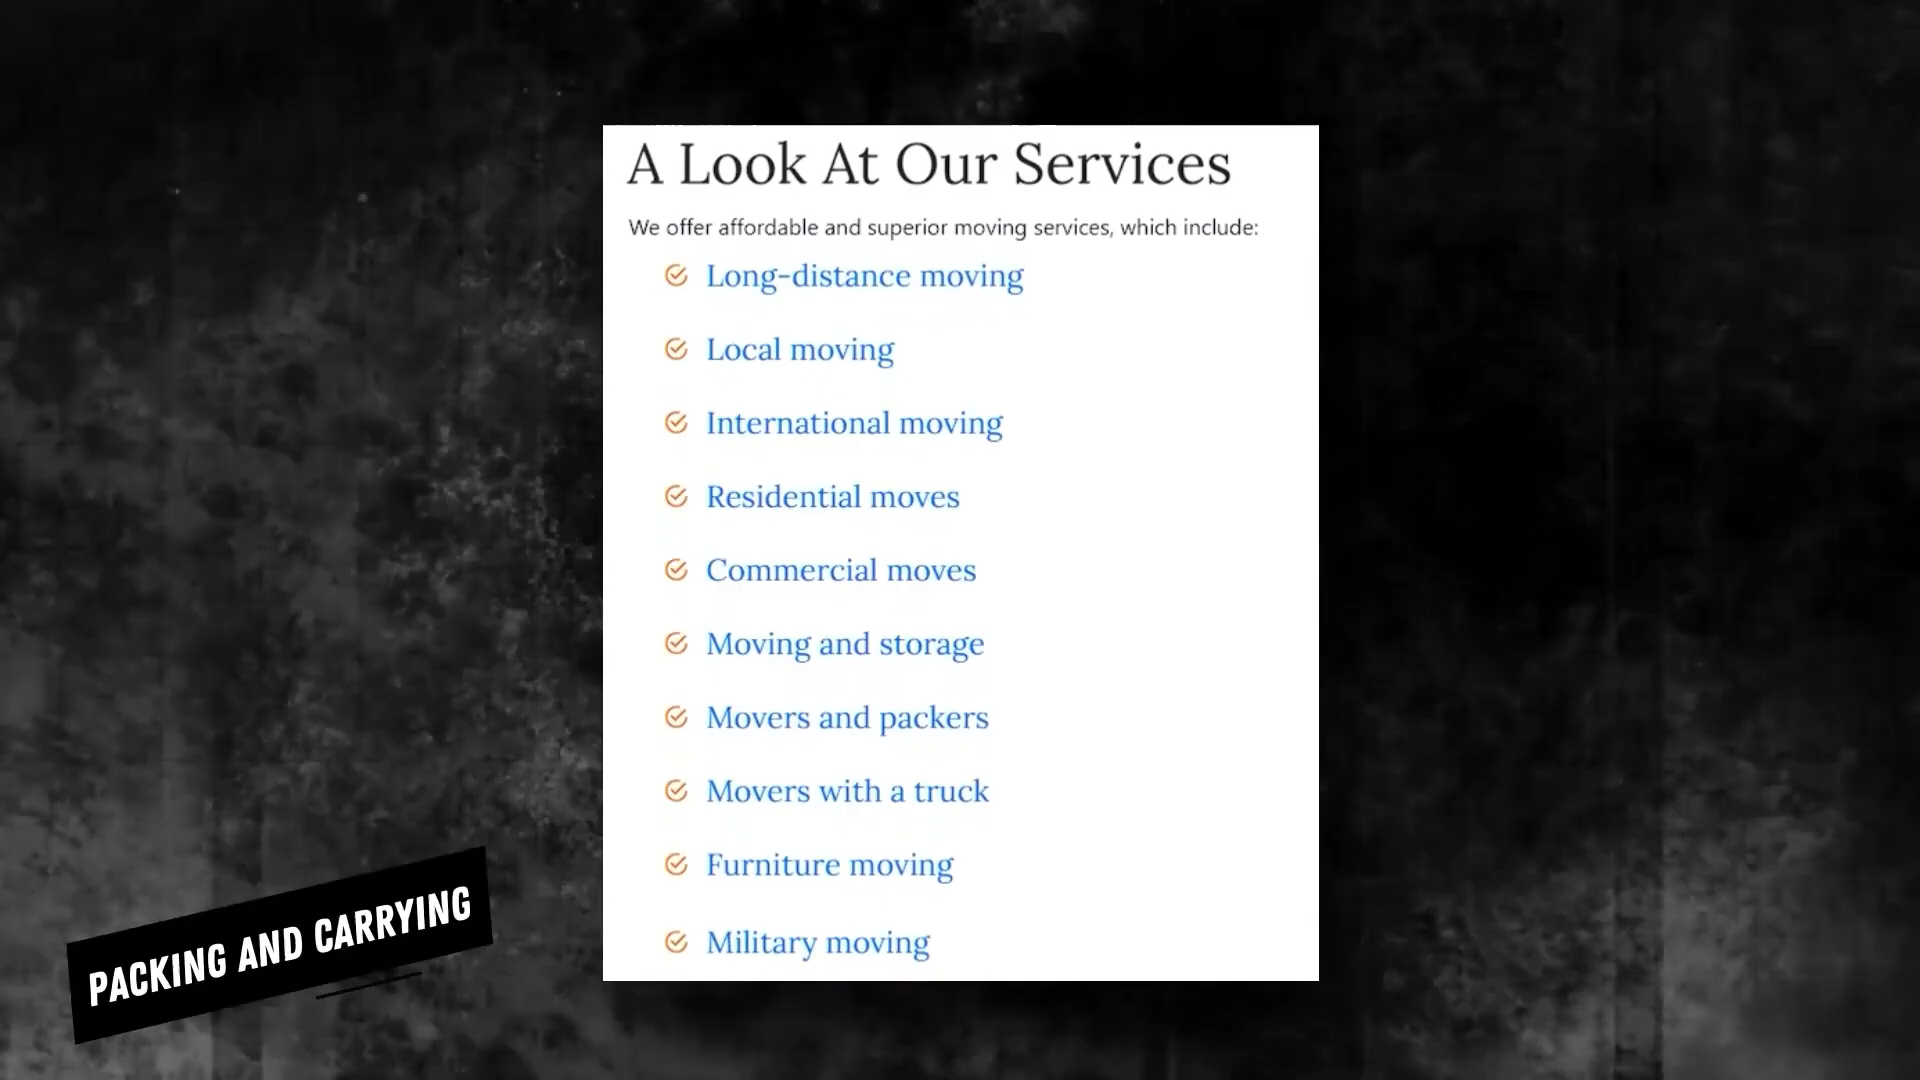 A Look At Our Services
We offer affordable and superior moving services, which include:
Long-distance moving
Local moving
International moving
Residential moves
Commercial moves
Moving and storage
Movers and packers
Movers with a truck
Furniture moving
Military moving
PACKING AND CARRYING